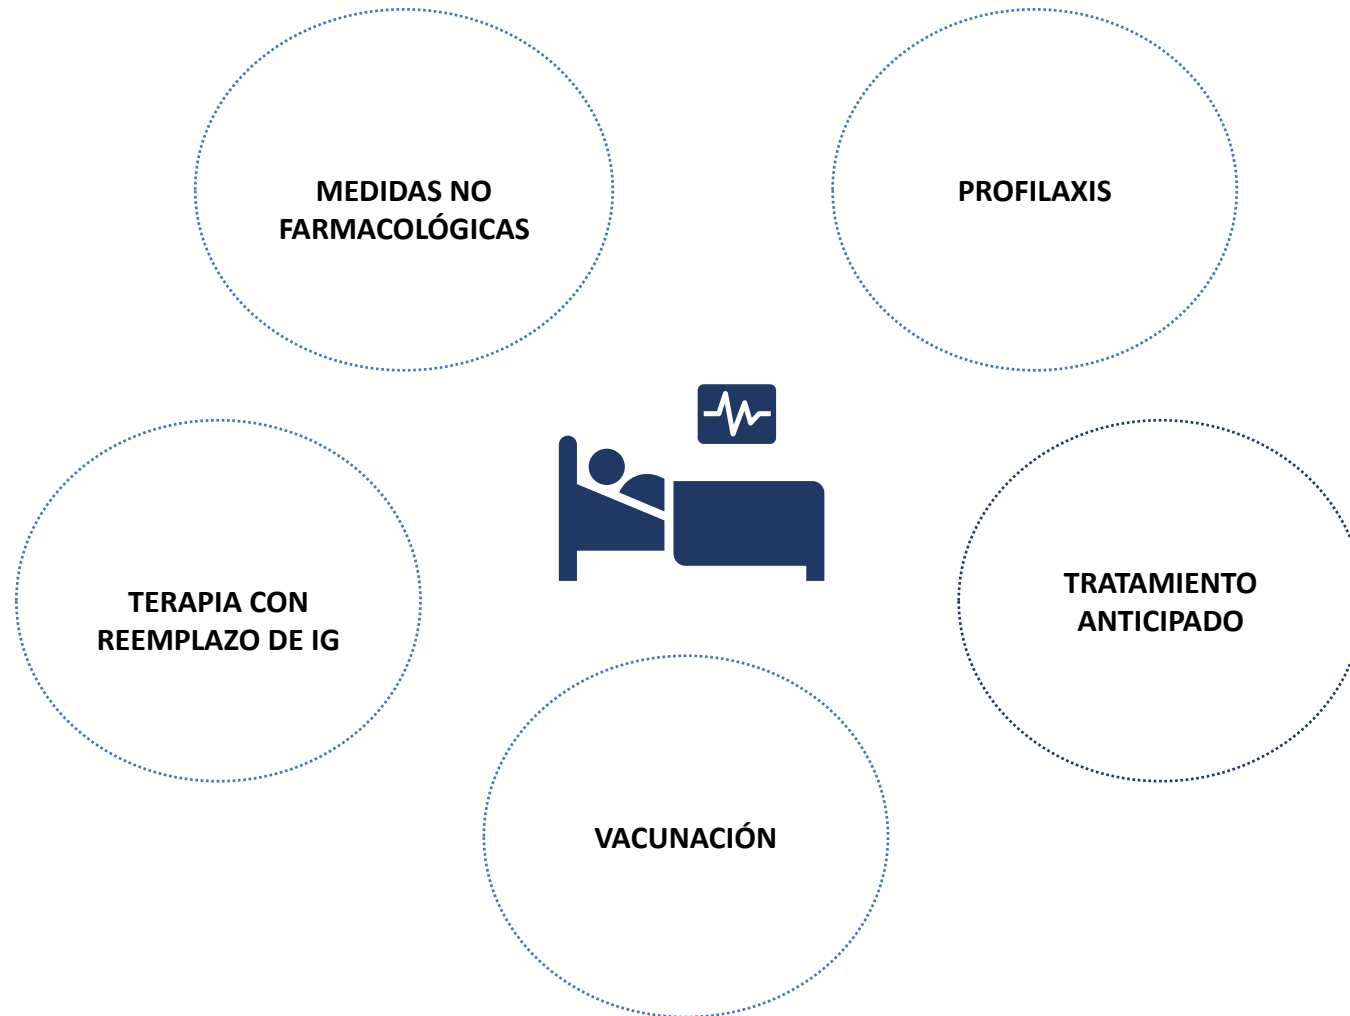 MEDIDAS NO
FARMACOLÓGICAS
PROFILAXIS
TERAPIA CON
REEMPLAZO DE IG
TRATAMIENTO
ANTICIPADO
VACUNACIÓN